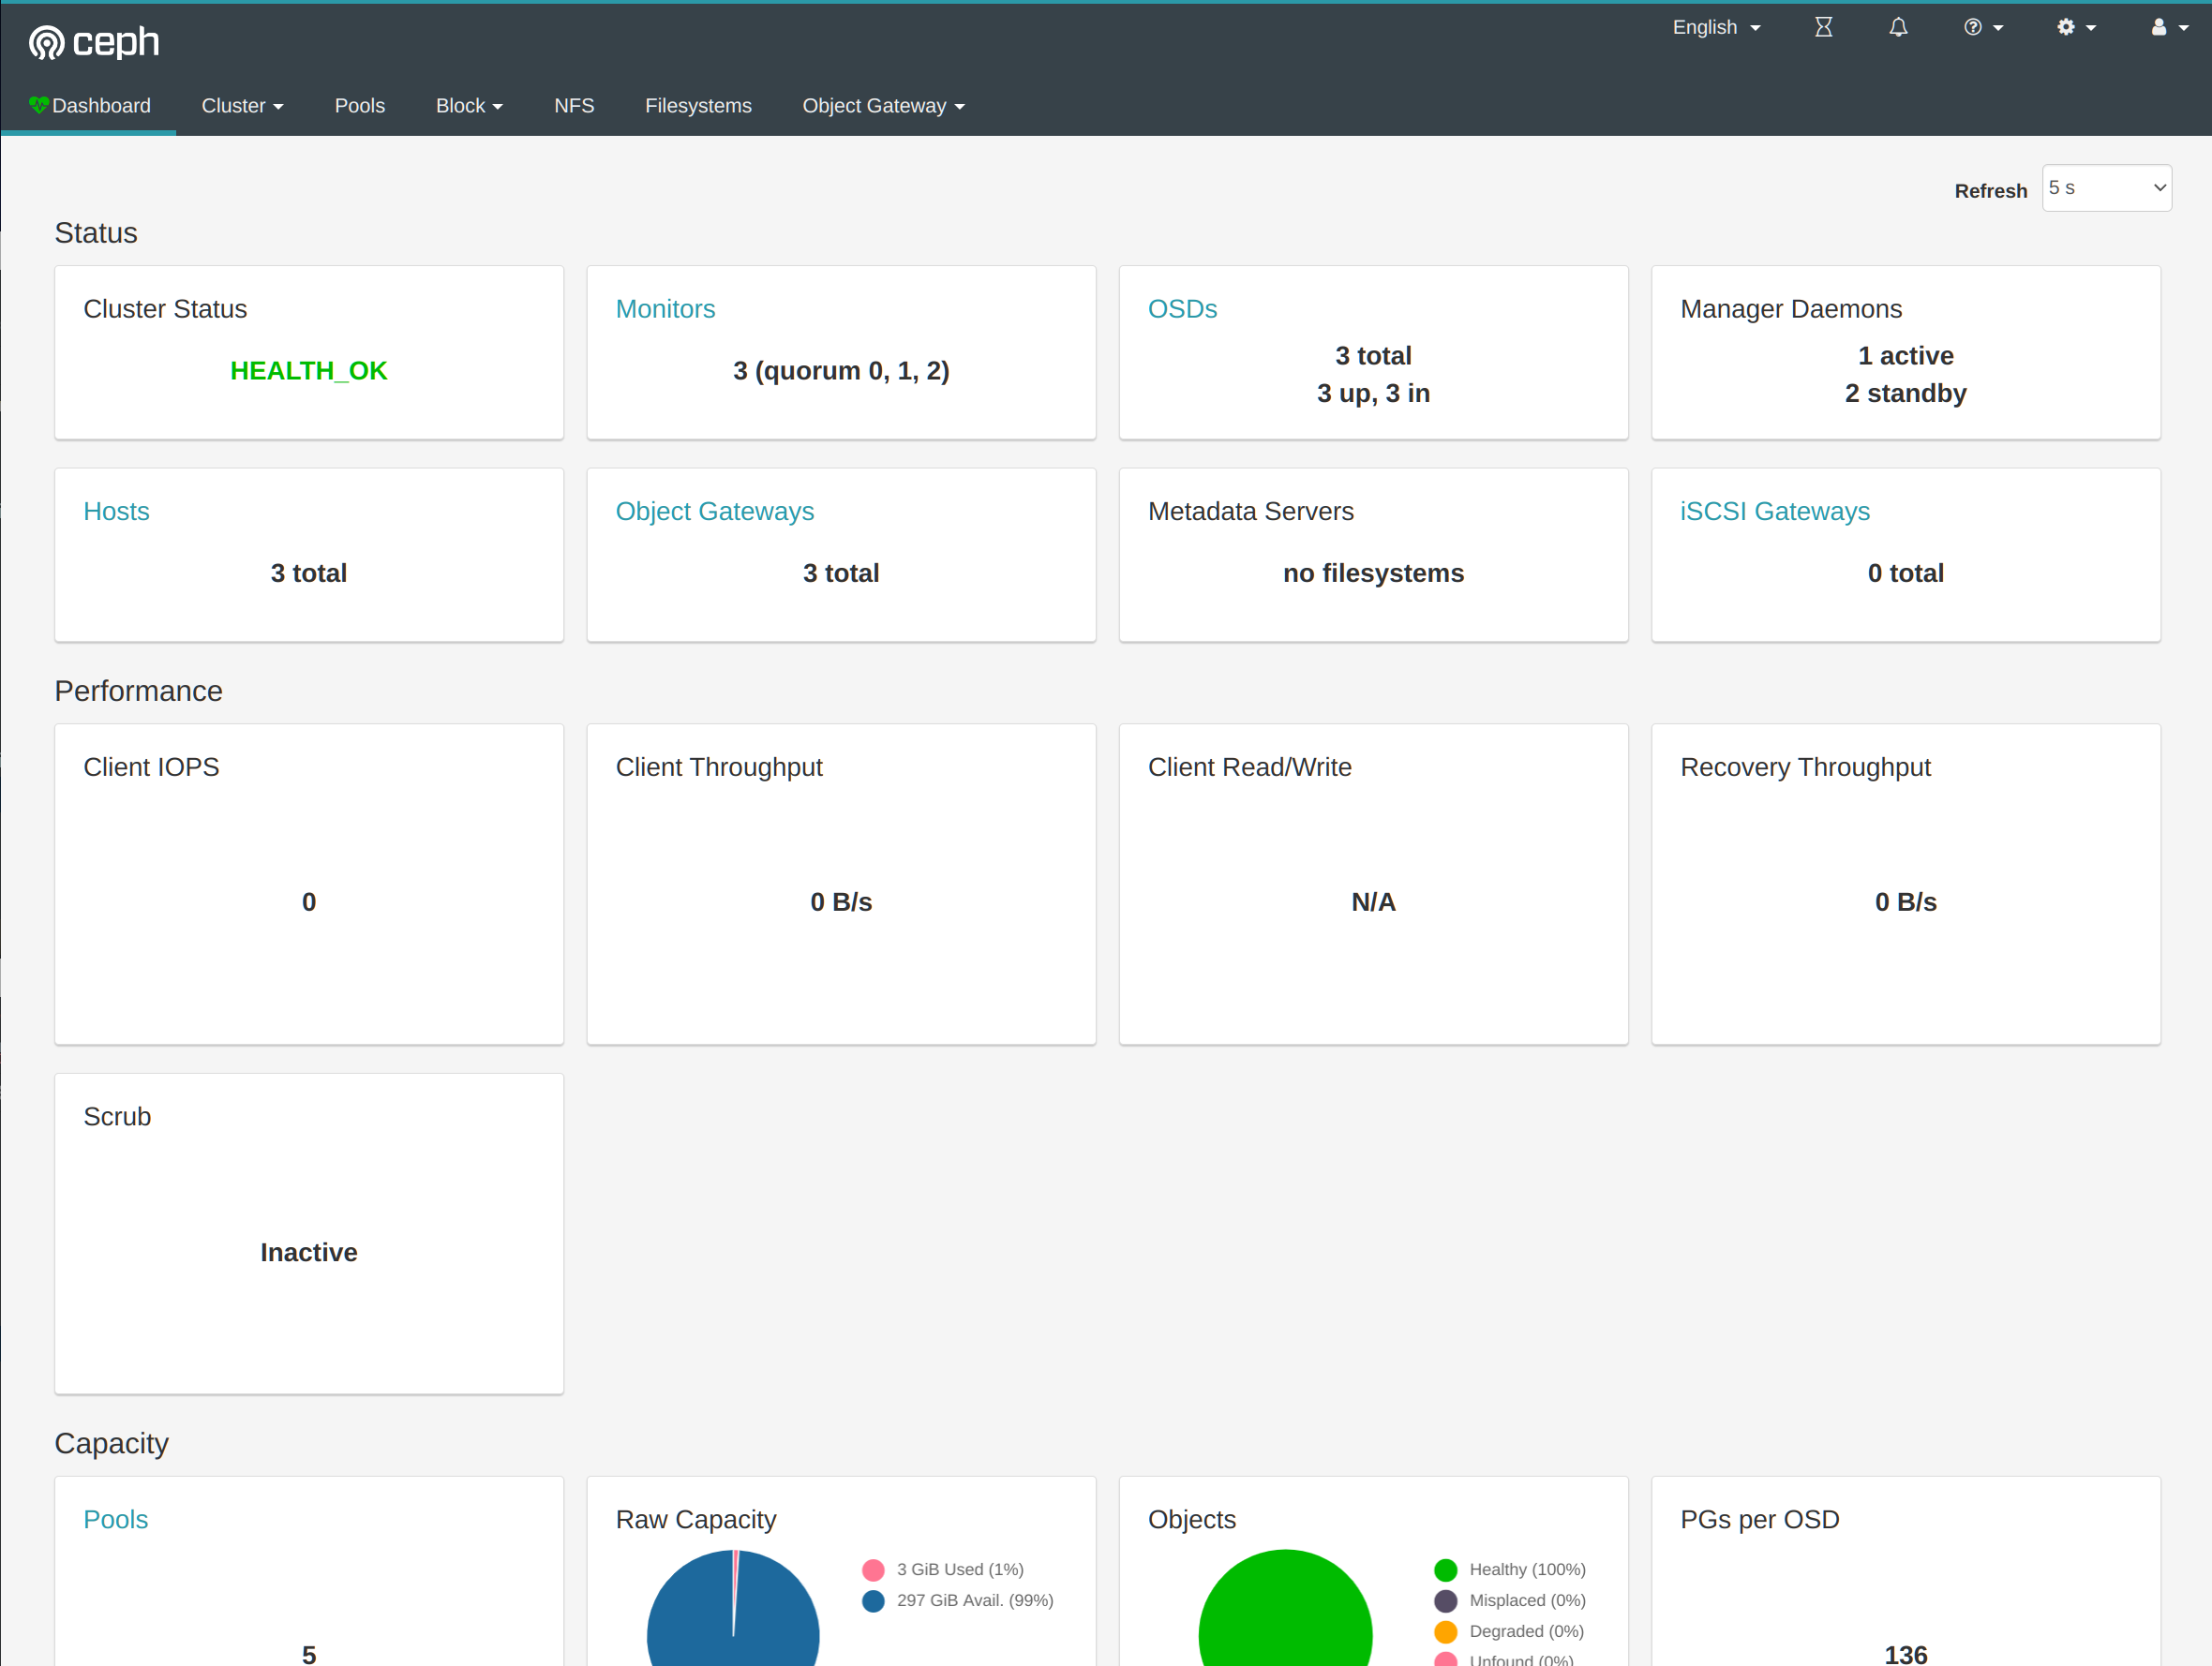 ceph
English
Dashboard Cluster Pools Block NFS Filesystems Object Gateway
Refresh 5 s
Status
Cluster Status
HEALTH_OK
Monitors
3 (quorum 0, 1, 2)
OSDs
3 total
3 up, 3 in
Manager Daemons
1 active
2 standby
Hosts
3 total
Object Gateways
3 total
Metadata Servers
no filesystems
iSCSI Gateways
0 total
Performance
Client IOPS
0
Client Throughput
0 B/s
Client Read/Write
N/A
Recovery Throughput
0 B/s
Scrub
Inactive
Capacity
Pools
5
Raw Capacity
3 GiB Used (1%)
297 GiB Avail. (99%)
Objects
Healthy (100%)
Misplaced (0%)
Degraded (0%)
Unfound (0%)
PGs per OSD
136